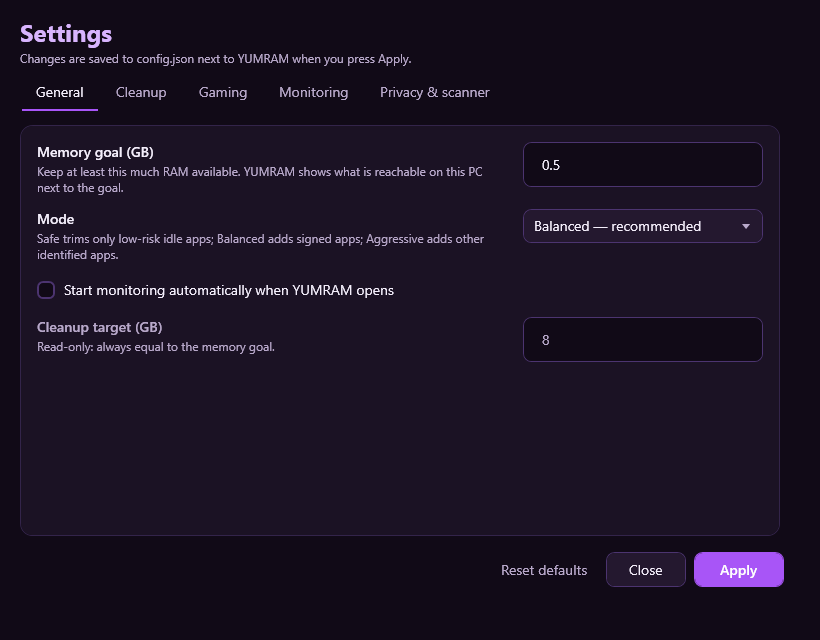 Settings
Changes are saved to config.json next to YUMRAM when you press Apply.
General Cleanup Gaming Monitoring Privacy & scanner
Memory goal (GB)
Keep at least this much RAM available. YUMRAM shows what is reachable on this PC
next to the goal.
0.5
Mode
Safe trims only low-risk idle apps; Balanced adds signed apps; Aggressive adds other
identified apps.
Balanced — recommended
Start monitoring automatically when YUMRAM opens
Cleanup target (GB)
Read-only: always equal to the memory goal.
8
Reset defaults Close Apply